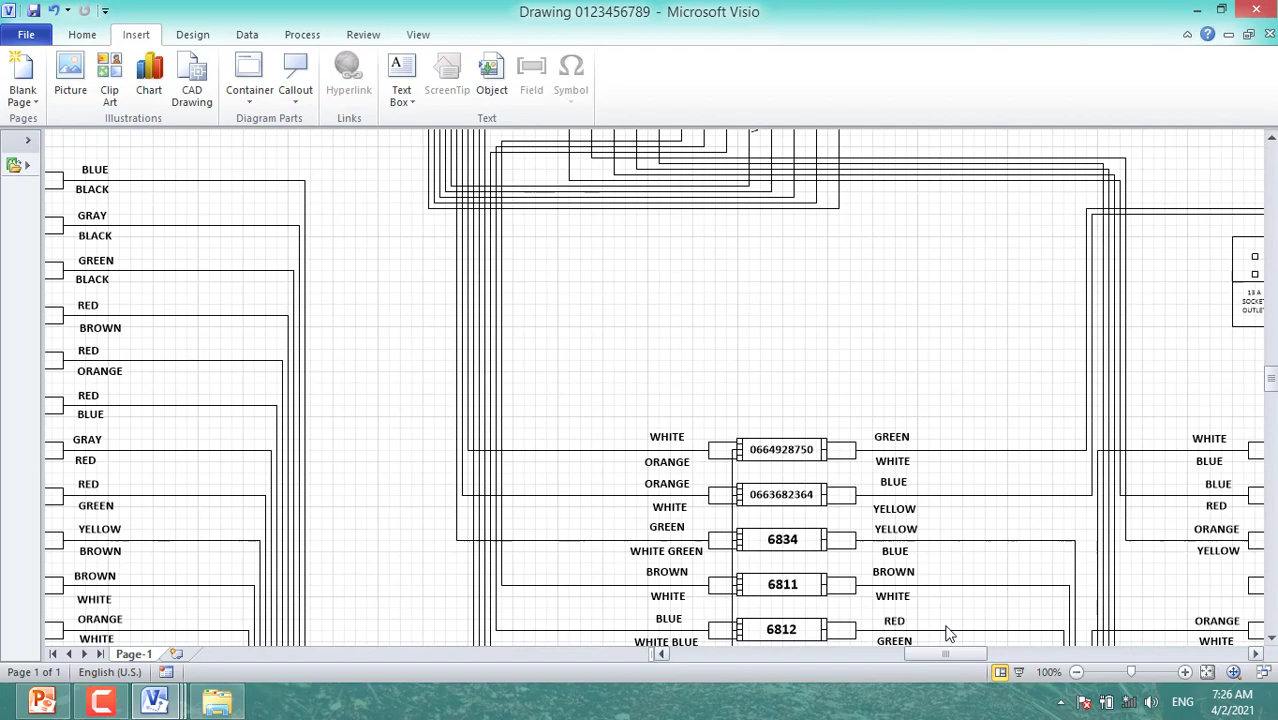 Drawing 0123456789 - Microsoft Visio
File Home Insert Design Data Process Review View
Blank Page
Picture
Clip Art
Chart
CAD Drawing
Container
Callout
Hyperlink
Text Box
ScreenTip
Object
Field
Symbol
Pages
Illustrations
Diagram Parts
Links
Text
BLUE
BLACK
GRAY
BLACK
GREEN
BLACK
RED
BROWN
RED
ORANGE
RED
BLUE
GRAY
RED
RED
GREEN
YELLOW
BROWN
BROWN
WHITE
ORANGE
WHITE
WHITE
ORANGE
0664928750
GREEN
WHITE
ORANGE
WHITE
0663682364
BLUE
YELLOW
GREEN
WHITE GREEN
6834
YELLOW
BLUE
BROWN
WHITE
6811
BROWN
WHITE
BLUE
WHITE BLUE
6812
RED
GREEN
13 A
SOCKE
OUTLE
WHITE
BLUE
BLUE
RED
ORANGE
YELLOW
ORANGE
WHITE
Page-1
Page 1 of 1
English (U.S.)
100%
ENG
7:26 AM
4/2/2021